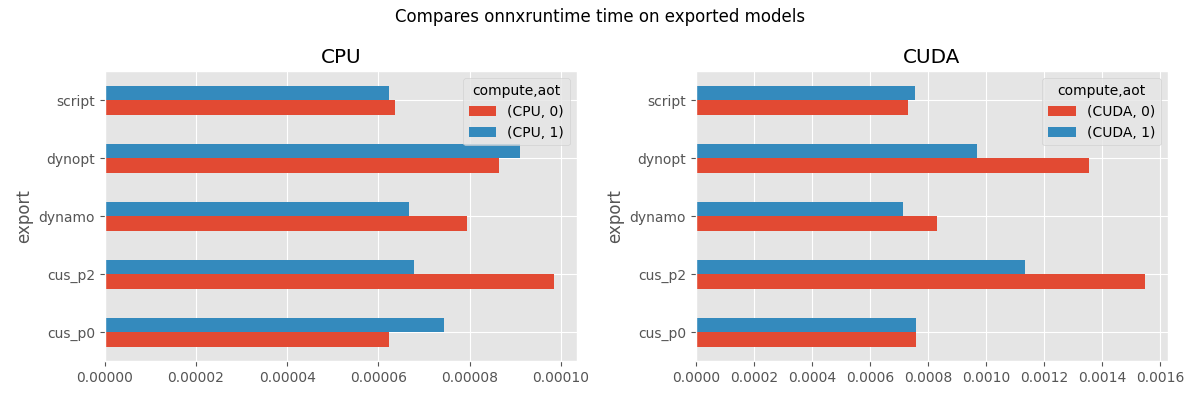 Compares onnxruntime time on exported models
CPU
export
script
dynopt
dynamo
cus_p2
cus_p0
compute,aot
(CPU, 0)
(CPU, 1)
0.00000 0.00002 0.00004 0.00006 0.00008 0.00010
CUDA
export
script
dynopt
dynamo
cus_p2
cus_p0
compute,aot
(CUDA, 0)
(CUDA, 1)
0.0000 0.0002 0.0004 0.0006 0.0008 0.0010 0.0012 0.0014 0.0016